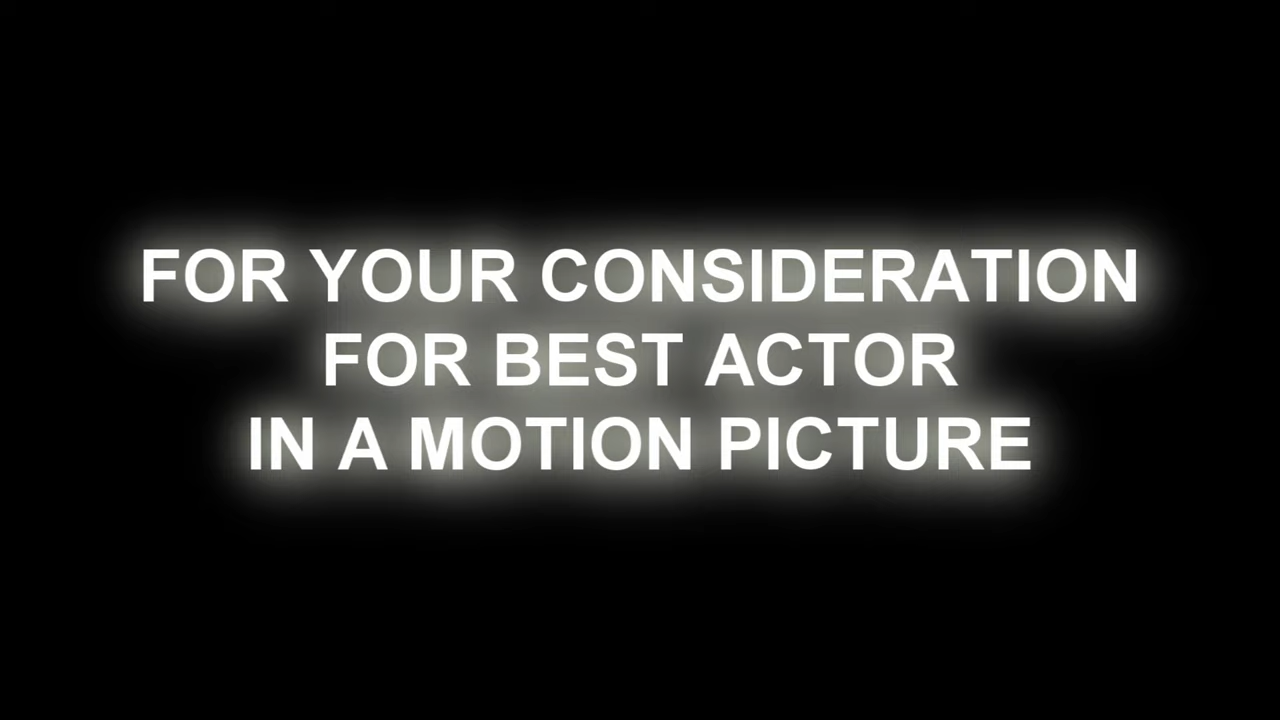 FOR YOUR CONSIDERATION
FOR BEST ACTOR
IN A MOTION PICTURE